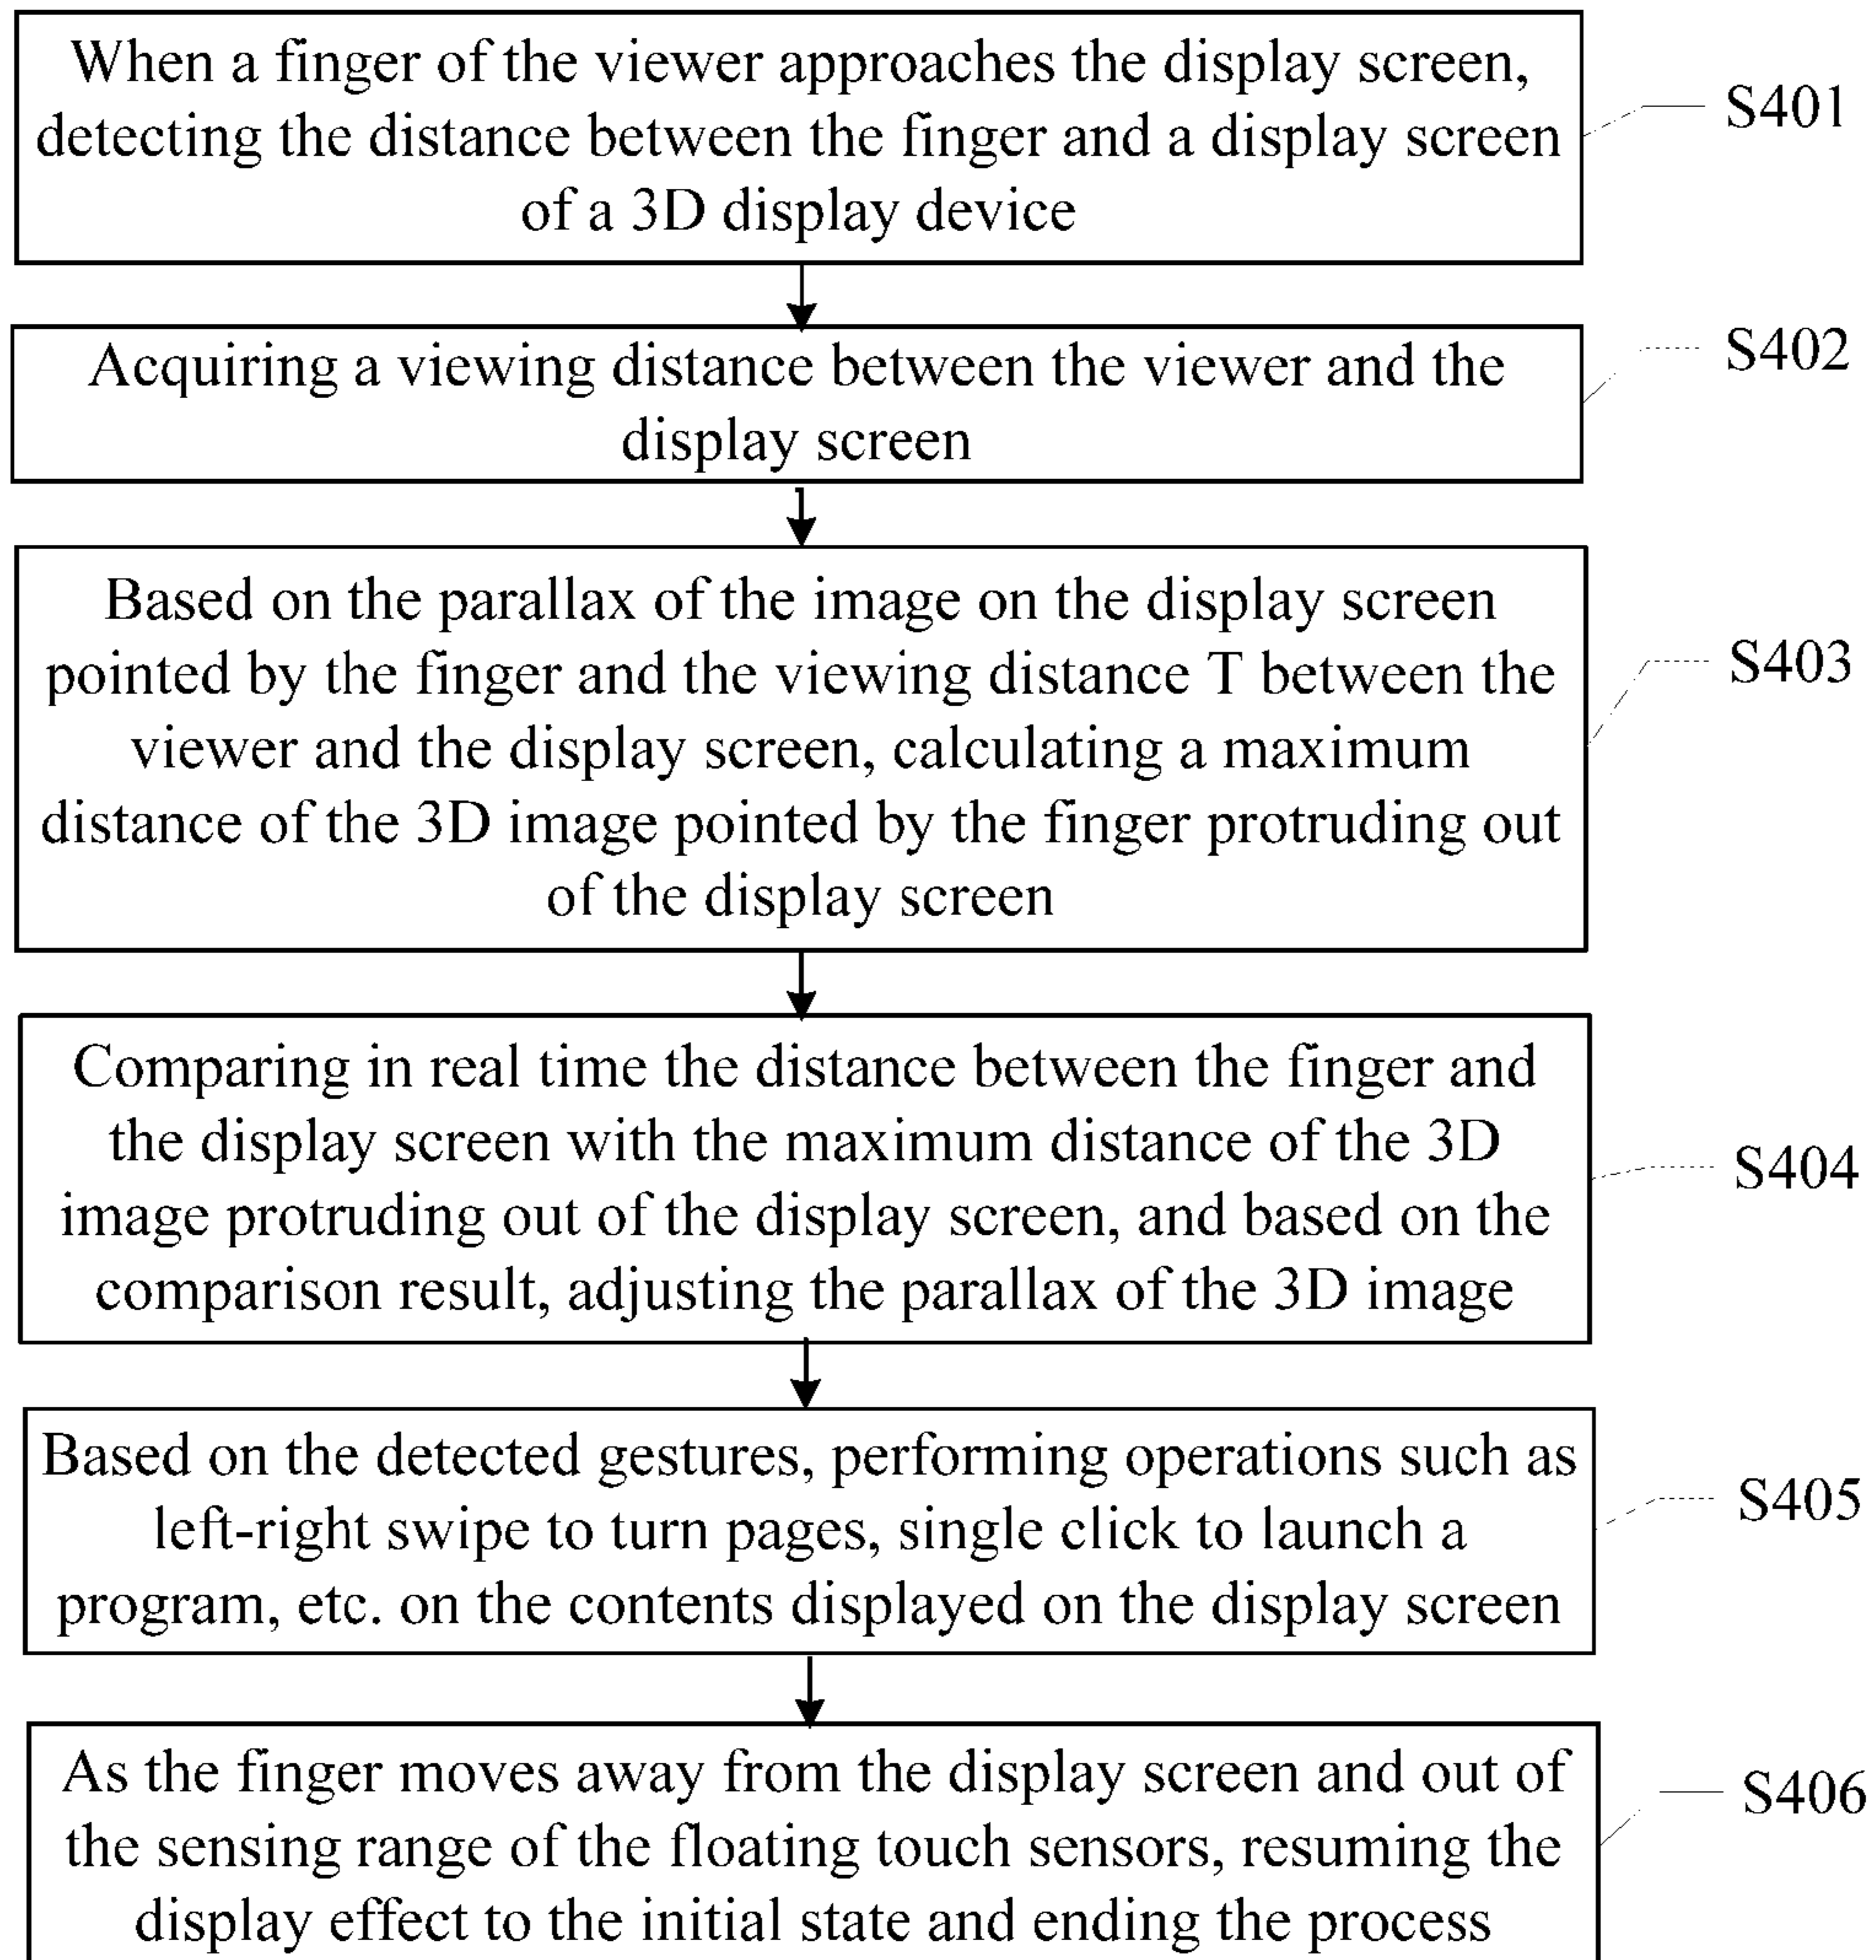 When a finger of the viewer approaches the display screen,
detecting the distance between the finger and a display screen
of a 3D display device
S401
Acquiring a viewing distance between the viewer and the
display screen
S402
Based on the parallax of the image on the display screen
pointed by the finger and the viewing distance T between the
viewer and the display screen, calculating a maximum
distance of the 3D image pointed by the finger protruding out
of the display screen
S403
Comparing in real time the distance between the finger and
the display screen with the maximum distance of the 3D
image protruding out of the display screen, and based on the
comparison result, adjusting the parallax of the 3D image
S404
Based on the detected gestures, performing operations such as
left-right swipe to turn pages, single click to launch a
program, etc. on the contents displayed on the display screen
S405
As the finger moves away from the display screen and out of
the sensing range of the floating touch sensors, resuming the
display effect to the initial state and ending the process
S406